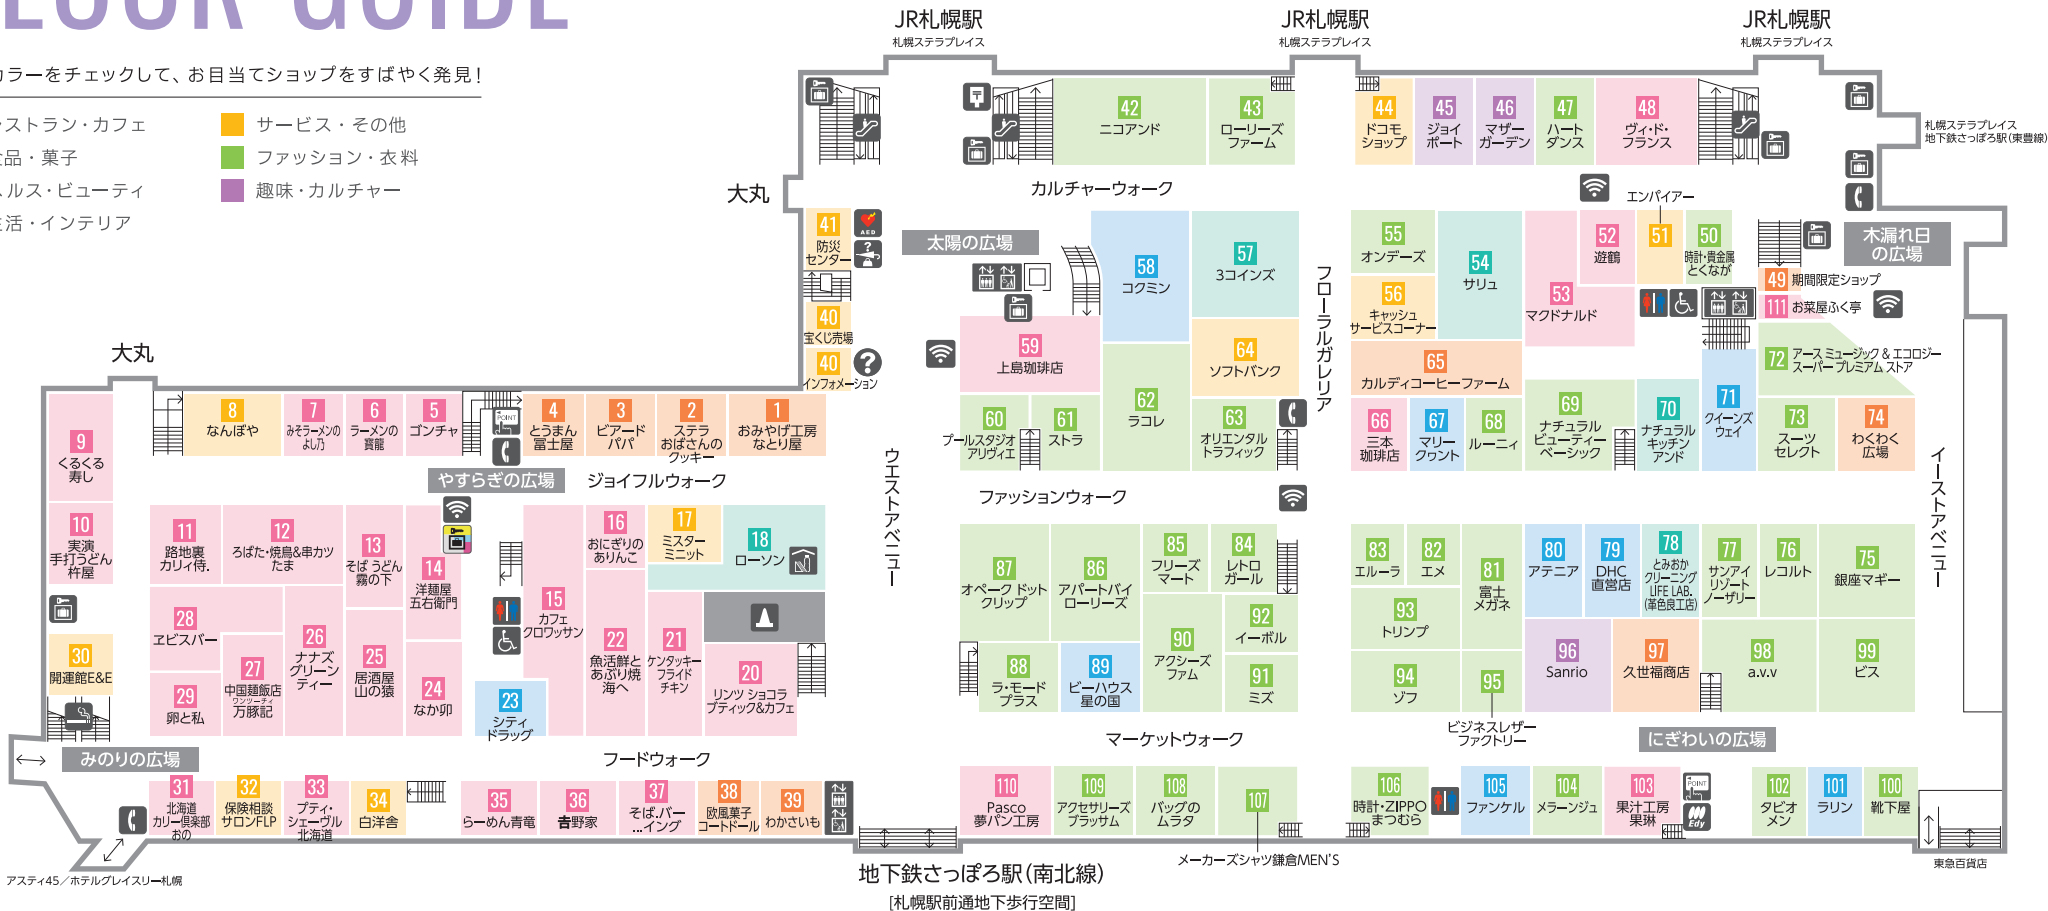 FLOOR GUIDE
カラーをチェックして、お目当てショップをすばやく発見！
ストラン・カフェ
品・菓子
ルス・ビューティ
活・インテリア
サービス・その他
ファッション・衣料
趣味・カルチャー
JR札幌駅
札幌ステラプレイス
JR札幌駅
札幌ステラプレイス
JR札幌駅
札幌ステラプレイス
札幌ステラプレイス
地下鉄さっぽろ駅(東豊線)
大丸
大丸
42
ニコアンド
43
ローリーズ
ファーム
44
ドコモ
ショップ
45
ジョイ
ポート
46
マザー
ガーデン
47
ハート
ダンス
48
ヴィ・ド・
フランス
カルチャーウォーク
エンパイアー
41
防災
センター
AED
?
40
宝くじ売場
40
インフォメーション
?
太陽の広場
58
コクミン
57
3コインズ
59
上島珈琲店
64
ソフトバンク
62
ラコレ
60
プールスタジオ
アリヴィエ
61
ストラ
63
オリエンタル
トラフィック
フローラルガレリア
55
オンデーズ
56
キャッシュ
サービスコーナー
54
サリュ
52
遊鶴
51
50
時計・貴金属
とくなが
53
マクドナルド
木漏れ日
の広場
49
期間限定ショップ
111
お菜屋ふく亭
65
カルディコーヒーファーム
72
アース ミュージック & エコロジー
スーパー プレミアム ストア
66
三本
珈琲店
67
マリー
クヮント
68
ルーニィ
69
ナチュラル
ビューティー
ベーシック
70
ナチュラル
キッチン
アンド
71
クイーンズ
ウェイ
73
スーツ
セレクト
74
わくわく
広場
イーストアベニュー
9
くるくる
寿し
8
なんぼや
7
みそラーメンの
よし乃
6
ラーメンの
寳龍
5
ゴンチャ
POINT
4
とうまん
冨士屋
3
ビアード
パパ
2
ステラ
おばさんの
クッキー
1
おみやげ工房
なとり屋
やすらぎの広場
ジョイフルウォーク
ウエストアベニュー
ファッションウォーク
10
実演
手打うどん
杵屋
11
路地裏
カリィ侍.
12
ろばた・焼鳥&串カツ
たま
13
そば うどん
霧の下
14
洋麺屋
五右衛門
15
カフェ
クロワッサン
16
おにぎりの
ありんこ
17
ミスター
ミニット
18
ローソン
28
ヱビスバー
27
中国麺飯店
ワンツーチィ
万豚記
26
ナナズ
グリーン
ティー
25
居酒屋
山の猿
24
なか卯
29
卵と私
30
開運館E&E
22
魚活鮮と
あぶり焼
海へ
21
ケンタッキー
フライド
チキン
20
リンツ ショコラ
ブティック&カフェ
23
シティ
ドラッグ
みのりの広場
フードウォーク
31
北海道
カリー倶楽部
おの
32
保険相談
サロンFLP
33
プティ・
シェーヴル
北海道
34
白洋舎
35
らーめん青竜
36
𠮷野家
37
そば.バー
...イング
38
欧風菓子
コートドール
39
わかさいも
87
オペーク ドット
クリップ
86
アパートバイ
ローリーズ
85
フリーズ
マート
84
レトロ
ガール
90
アクシーズ
ファム
92
イーボル
91
ミズ
88
ラ・モード
プラス
89
ビーハウス
星の国
83
エルーラ
82
エメ
81
富士
メガネ
80
アテニア
79
DHC
直営店
78
とみおか
クリーニング
LIFE LAB.
(革色良工店)
77
サンアイ
リゾート
ノーザリー
76
レコルト
75
銀座マギー
93
トリンプ
94
ゾフ
95
ビジネスレザー
ファクトリー
96
Sanrio
97
久世福商店
98
a.v.v
99
ビス
マーケットウォーク
にぎわいの広場
110
Pasco
夢パン工房
109
アクセサリーズ
ブラッサム
108
バッグの
ムラタ
107
メーカーズシャツ鎌倉MEN'S
106
時計・ZIPPO
まつむら
105
ファンケル
104
メラーンジュ
103
果汁工房
果琳
POINT
Edy
102
タビオ
メン
101
ラリン
100
靴下屋
アスティ45／ホテルグレイスリー札幌
地下鉄さっぽろ駅(南北線)
[札幌駅前通地下歩行空間]
東急百貨店